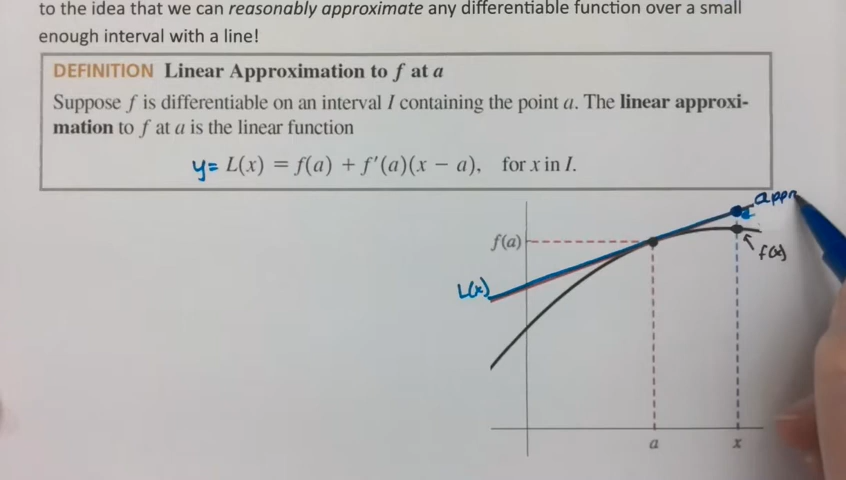 to the idea that we can reasonably approximate any differentiable function over a small
enough interval with a line!
DEFINITION Linear Approximation to f at a
Suppose f is differentiable on an interval I containing the point a. The linear approxi-
mation to f at a is the linear function
y= L(x) = f(a) + f′(a)(x − a), for x in I.
appr
f(a)
f(x)
L(x)
a
x